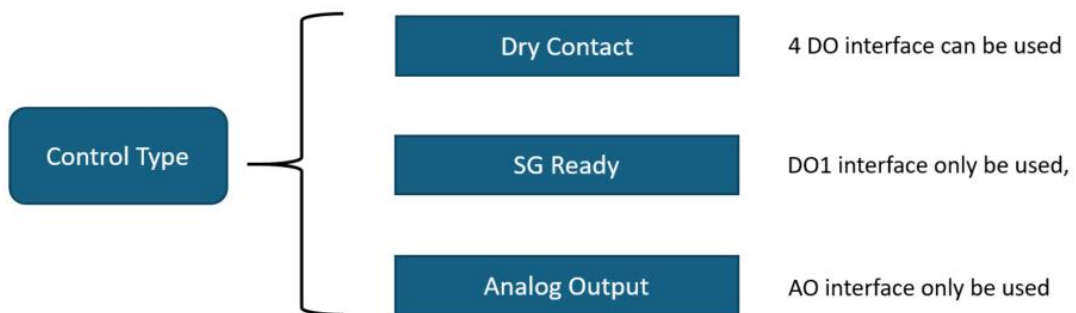 Dry Contact 4 DO interface can be used
Control Type
SG Ready DO1 interface only be used,
Analog Output AO interface only be used